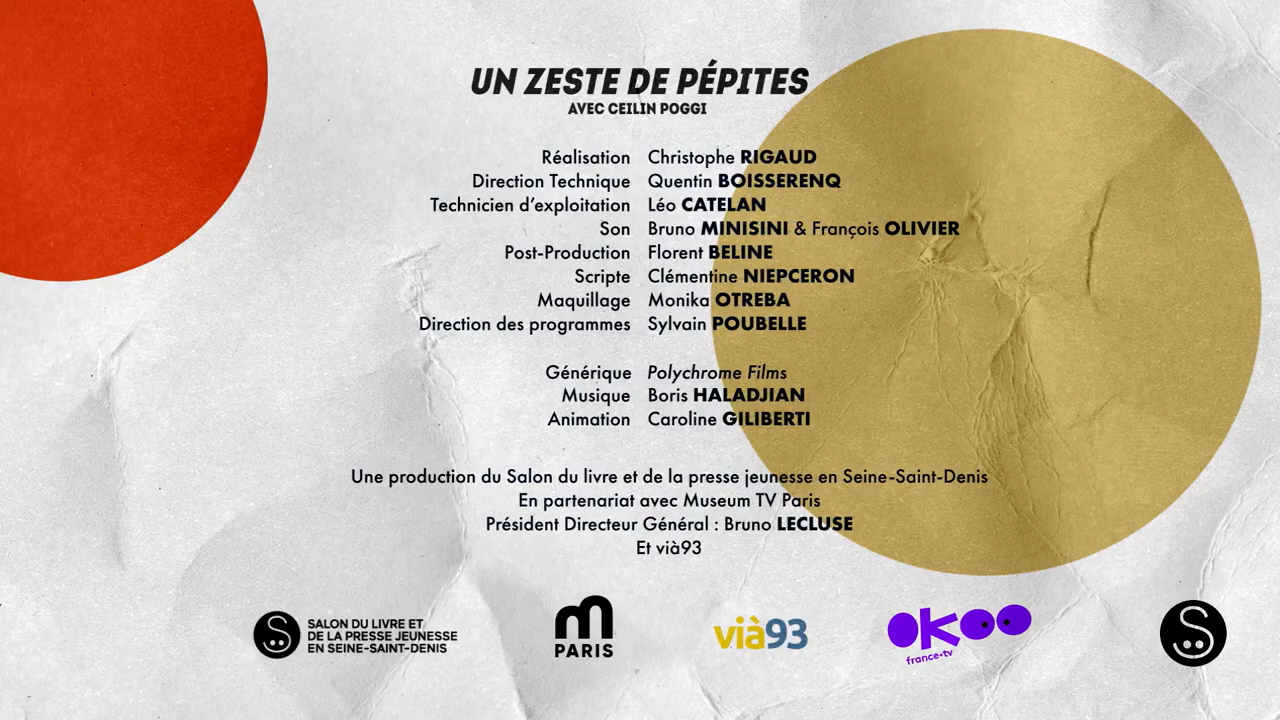 UN ZESTE DE PÉPITES
AVEC CEILIN POGGI
Réalisation Christophe RIGAUD
Direction Technique Quentin BOISSERENQ
Technicien d’exploitation Léo CATELAN
Son Bruno MINISINI & François OLIVIER
Post-Production Florent BELINE
Scripte Clémentine NIEPCERON
Maquillage Monika OTREBA
Direction des programmes Sylvain POUBELLE
Générique Polychrome Films
Musique Boris HALADJIAN
Animation Caroline GILIBERTI
Une production du Salon du livre et de la presse jeunesse en Seine-Saint-Denis
En partenariat avec Museum TV Paris
Président Directeur Général : Bruno LECLUSE
Et vià93
SALON DU LIVRE ET
DE LA PRESSE JEUNESSE
EN SEINE-SAINT-DENIS
m
PARIS
vià93
OKOO
france•tv